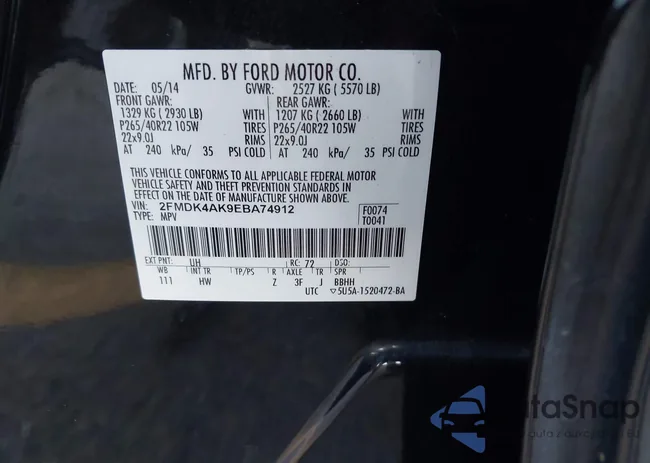 MFD. BY FORD MOTOR CO.
DATE: 05/14 GVWR: 2527 KG ( 5570 LB)
FRONT GAWR: REAR GAWR:
1329 KG ( 2930 LB) WITH 1207 KG ( 2660 LB) WITH
P265/40R22 105W TIRES P265/40R22 105W TIRES
22x9.0J RIMS 22x9.0J RIMS
AT 240 kPa/ 35 PSI COLD AT 240 kPa/ 35 PSI COLD
THIS VEHICLE CONFORMS TO ALL APPLICABLE FEDERAL MOTOR
VEHICLE SAFETY AND THEFT PREVENTION STANDARDS IN
EFFECT ON THE DATE OF MANUFACTURE SHOWN ABOVE.
VIN: 2FMDK4AK9EBA74912 F0074
TYPE: MPV T0041
EXT PNT: UH RC: 72 DSO:
WB INT TR TP/PS R AXLE TR SPR
111 HW Z 3F J BBHH
UTC ▽5U5A-1520472-BA
utaSnap